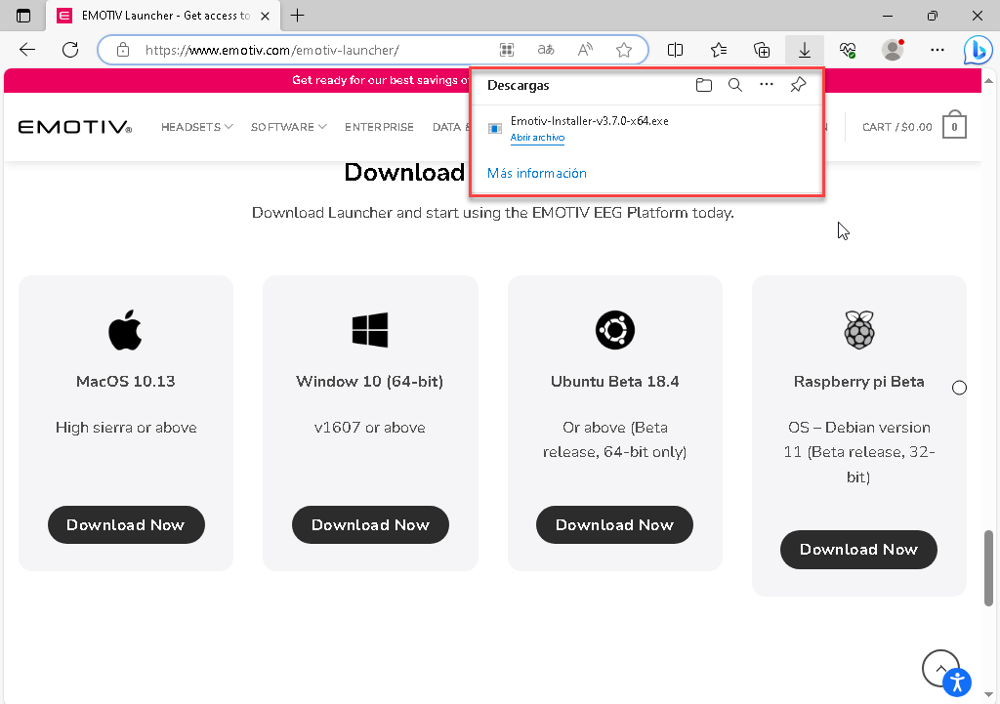 EMOTIV Launcher - Get access to
https://www.emotiv.com/emotiv-launcher/
Get ready for our best savings
Descargas
Emotiv-Installer-v3.7.0-x64.exe
Abrir archivo
Más información
EMOTIV®
HEADSETS
SOFTWARE
ENTERPRISE
DATA &
CART / $0.00
0
Download
Download Launcher and start using the EMOTIV EEG Platform today.
MacOS 10.13
High sierra or above
Download Now
Window 10 (64-bit)
v1607 or above
Download Now
Ubuntu Beta 18.4
Or above (Beta
release, 64-bit only)
Download Now
Raspberry pi Beta
OS – Debian version
11 (Beta release, 32-
bit)
Download Now